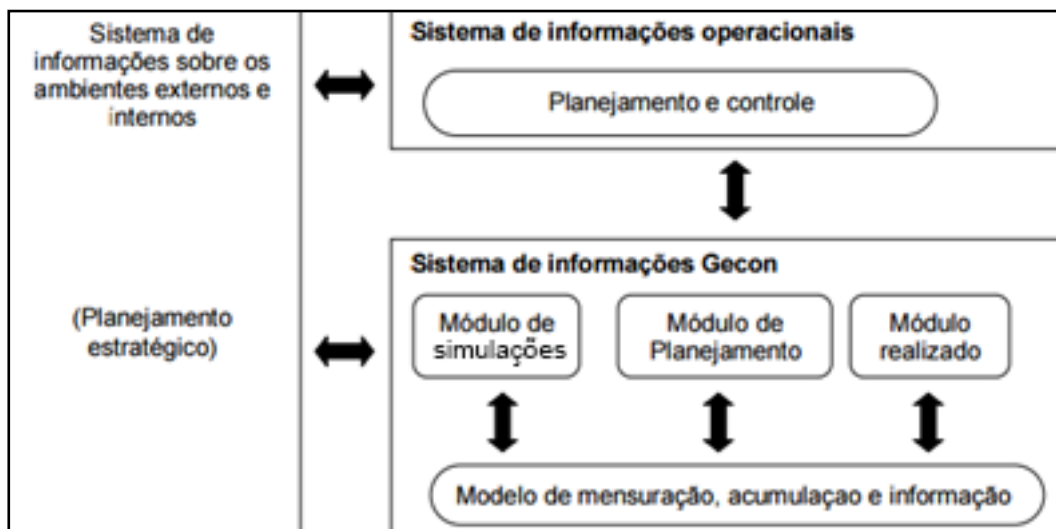 Sistema de
informações sobre os
ambientes externos e
internos
(Planejamento
estratégico)
Sistema de informações operacionais
Planejamento e controle
Sistema de informações Gecon
Módulo de
simulações
Módulo de
Planejamento
Módulo
realizado
Modelo de mensuração, acumulaçao e informação